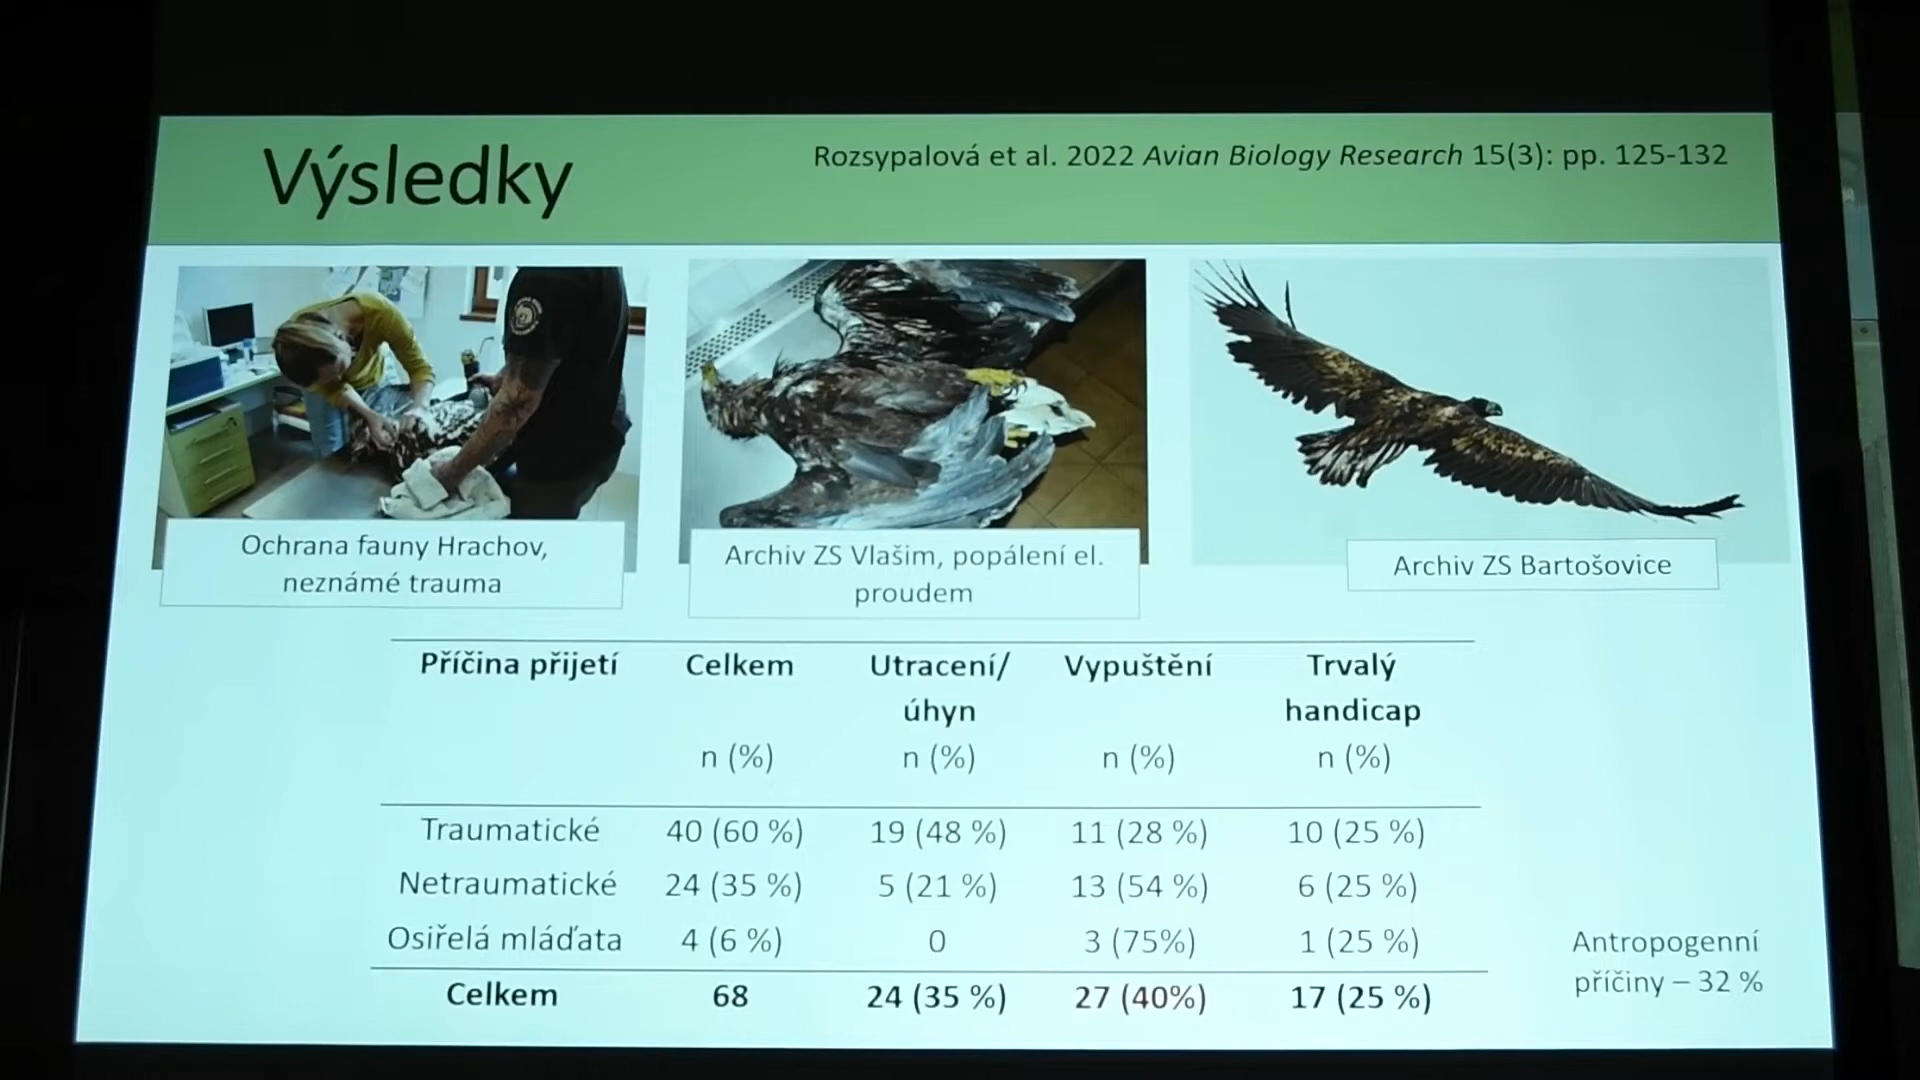 Výsledky
Rozsypalová et al. 2022 Avian Biology Research 15(3): pp. 125-132
Ochrana fauny Hrachov,
neznámé trauma
Archiv ZS Vlašim, popálení el.
proudem
Archiv ZS Bartošovice
Příčina přijetí Celkem Utracení/ Vypuštění Trvalý
úhyn handicap
n (%) n (%) n (%) n (%)
Traumatické 40 (60 %) 19 (48 %) 11 (28 %) 10 (25 %)
Netraumatické 24 (35 %) 5 (21 %) 13 (54 %) 6 (25 %)
Osiřelá mláďata 4 (6 %) 0 3 (75%) 1 (25 %)
Celkem 68 24 (35 %) 27 (40%) 17 (25 %)
Antropogenní
příčiny – 32 %